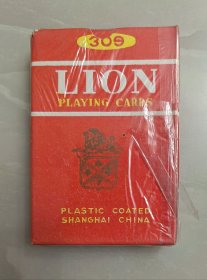 309
LION
PLAYING CARDS
PLASTIC COATED
SHANGHAI CHINA